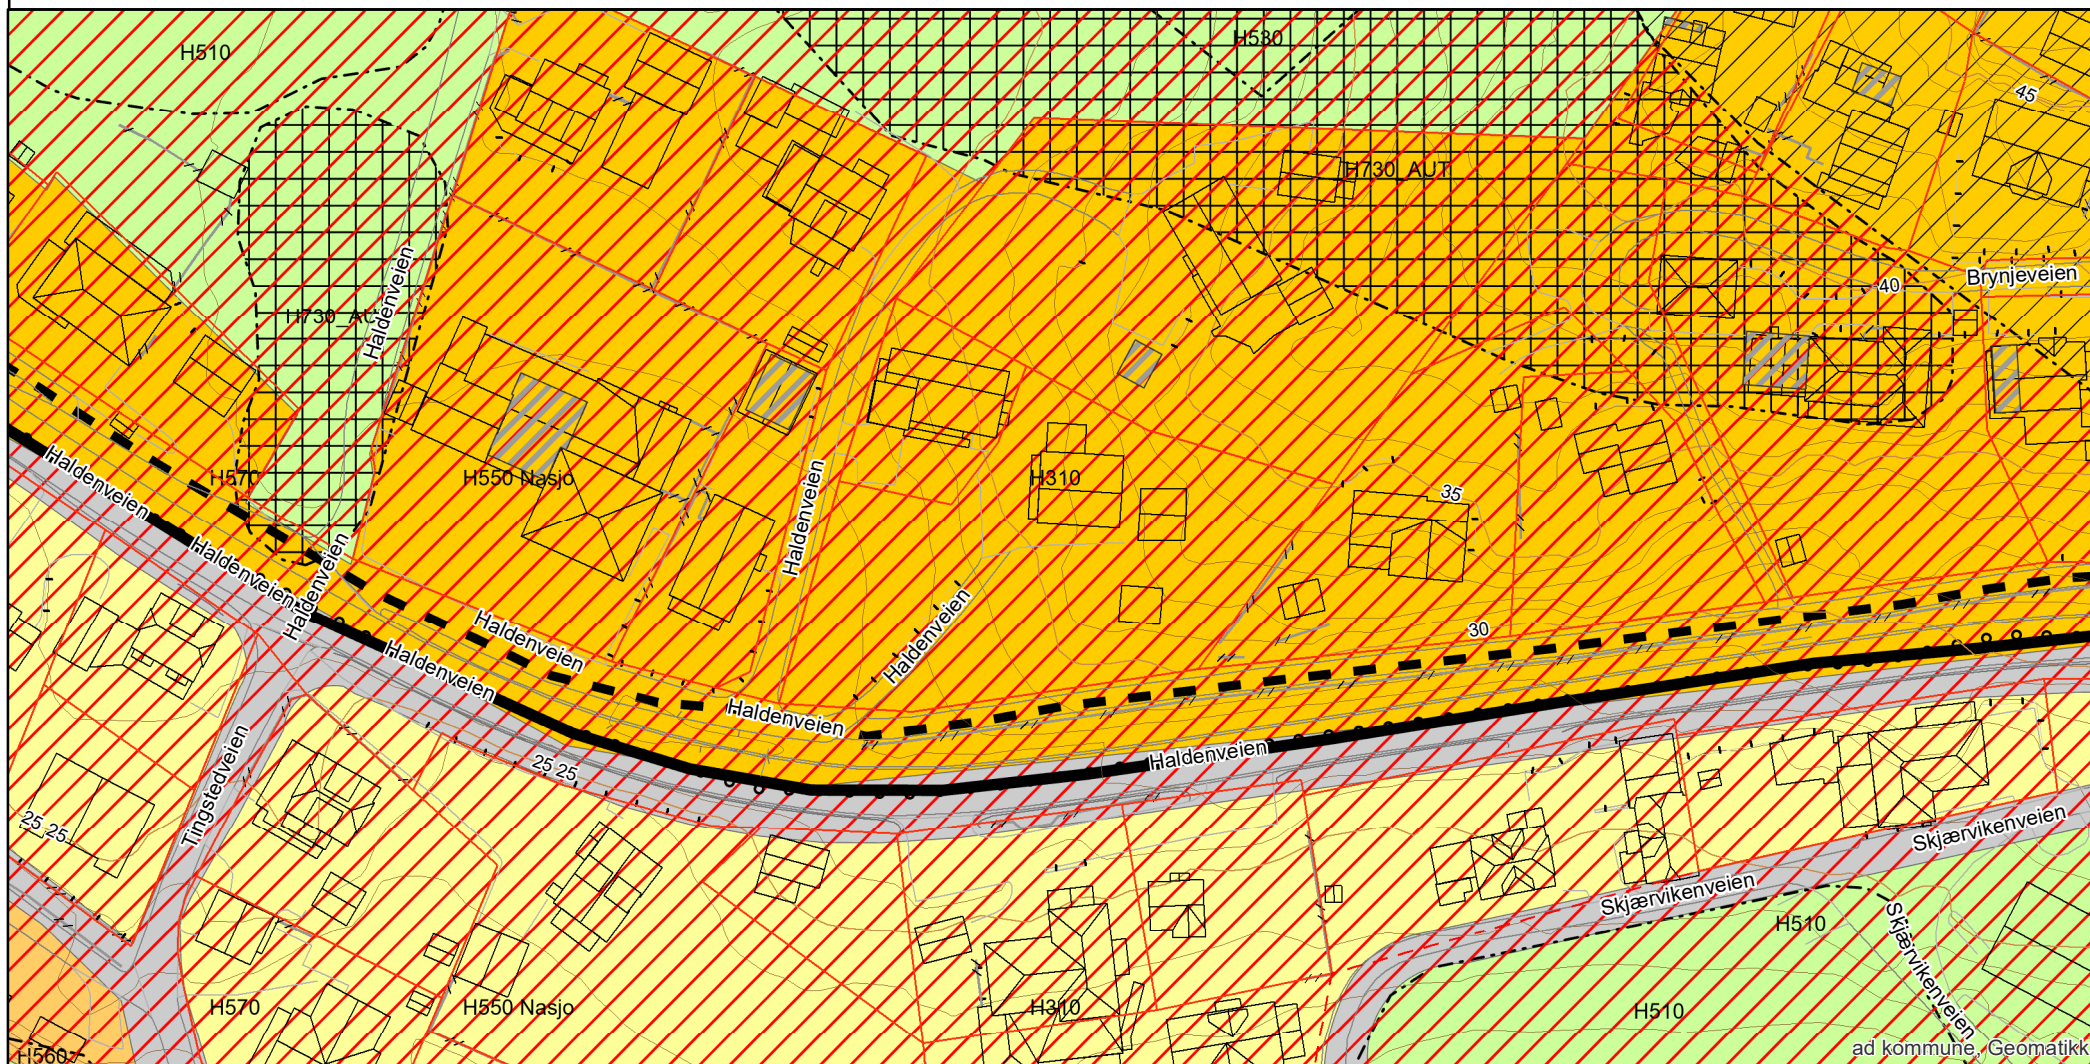 H510
H530
45
H730_AUT
Haldenveien
Brynjeveien
40
H730_AU
Haldenveien
H570
H550 Nasjo
Haldenveien
H310
35
Haldenveien
Haldenveien
Haldenveien
Haldenveien
Haldenveien
Haldenveien
30
Haldenveien
Haldenveien
Haldenveien
25 25
Tingstedveien
25 25
Skjærvikenveien
Skjærvikenveien
H510
Skjærvikenveien
H570
H550 Nasjo
H310
H510
H560
ad kommune, Geomatikk